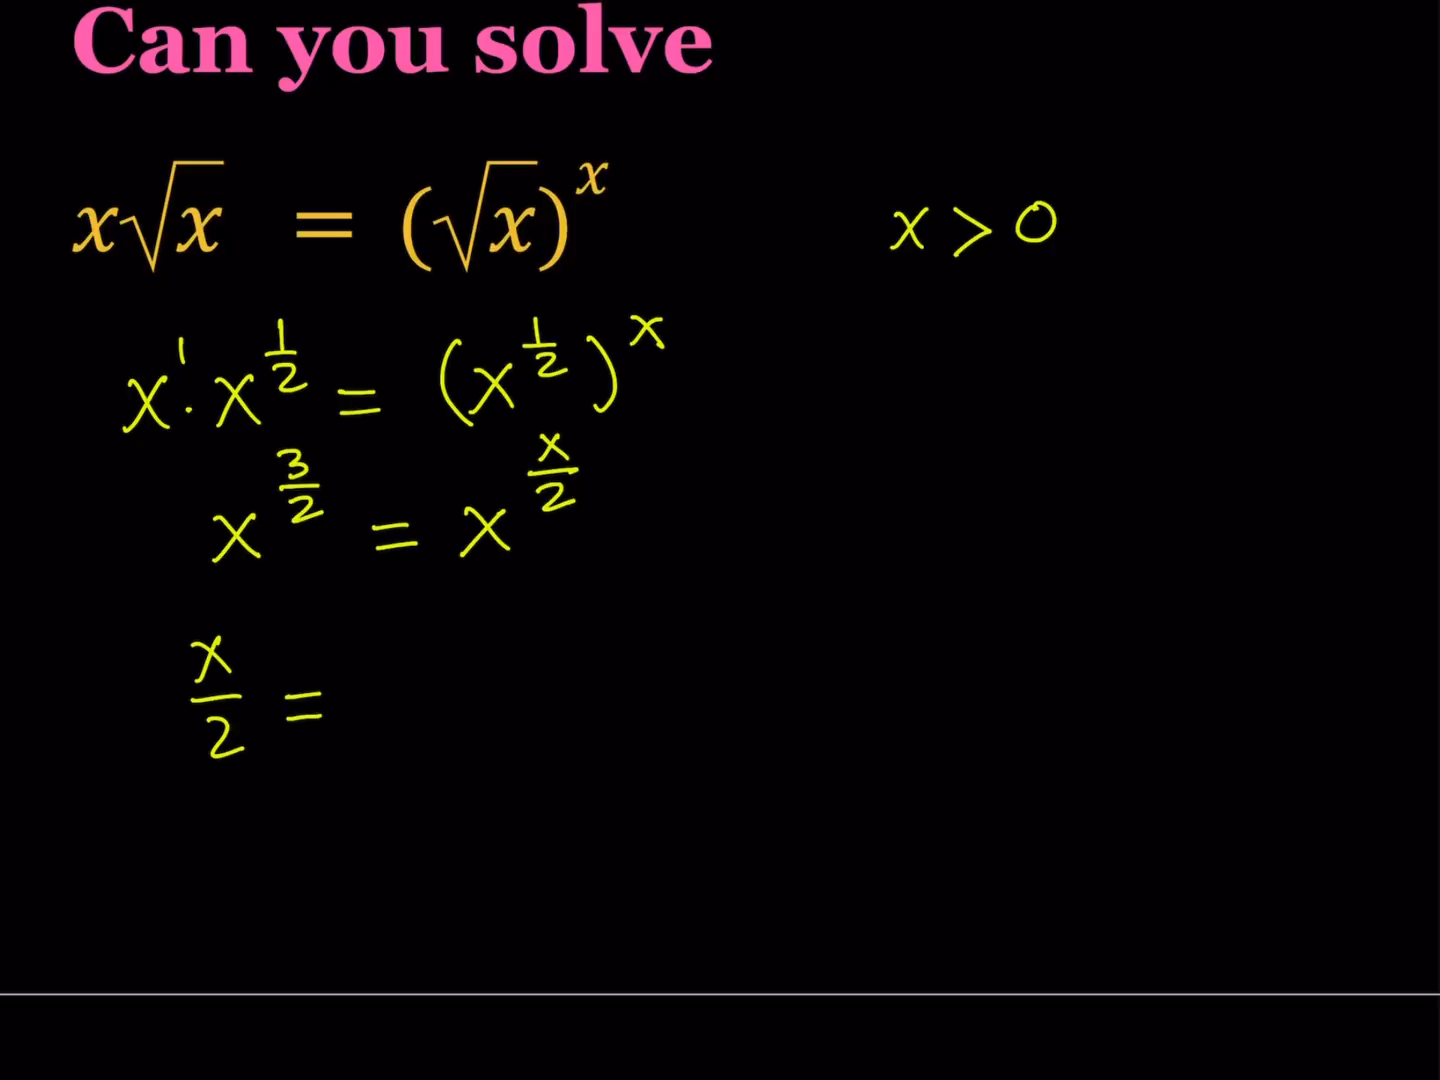 Can you solve
x√x = (√x)^x
x > 0
x^1 · x^(1/2) = (x^(1/2))^x
x^(3/2) = x^(x/2)
x/2 =